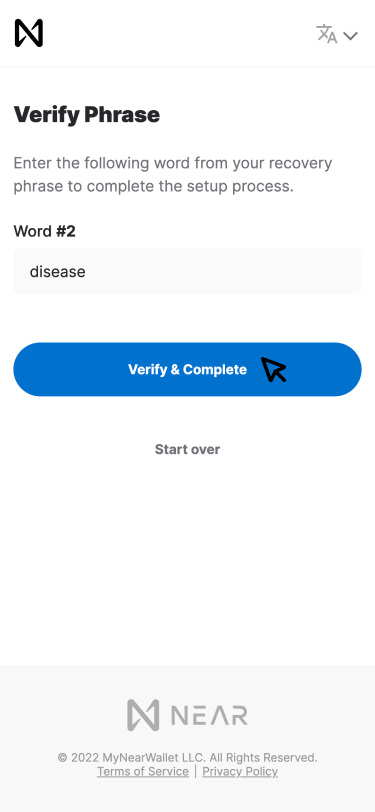 Verify Phrase
Enter the following word from your recovery
phrase to complete the setup process.
Word #2
disease
Verify & Complete
Start over
NEAR
© 2022 MyNearWallet LLC. All Rights Reserved.
Terms of Service | Privacy Policy